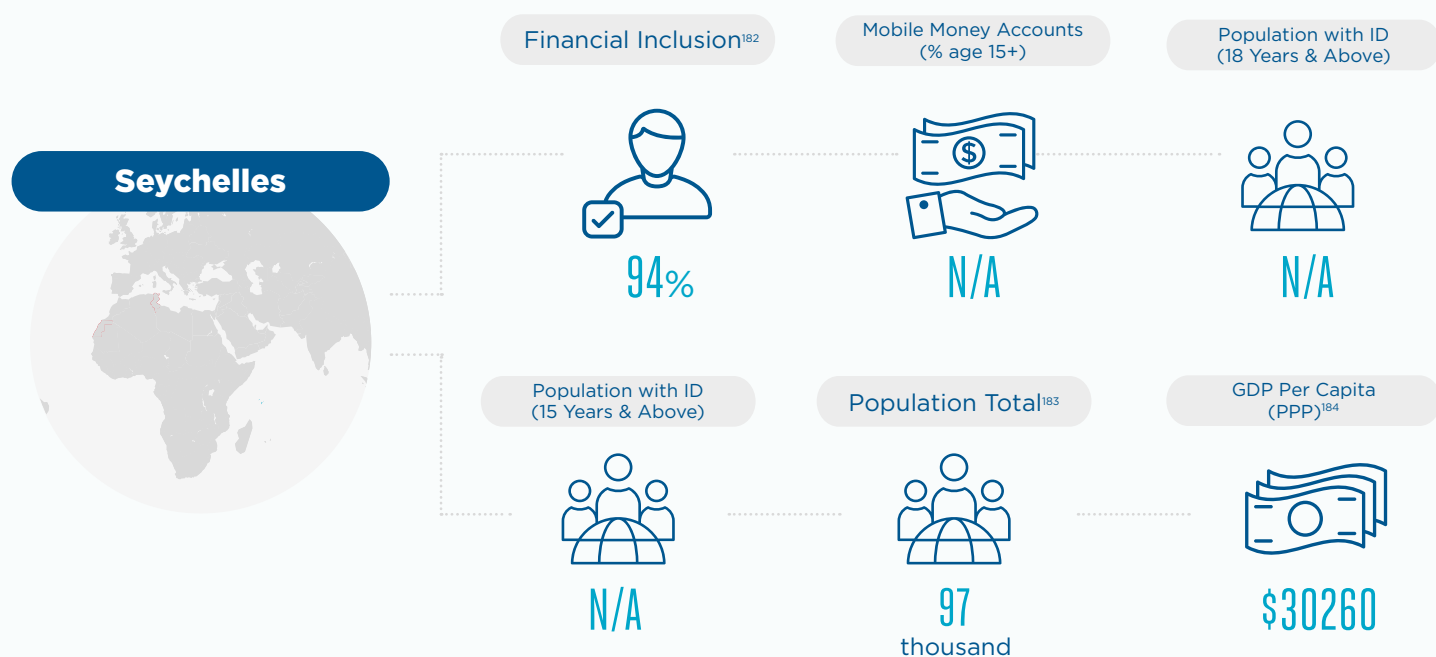 Seychelles
Financial Inclusion¹⁸²
94%
Mobile Money Accounts
(% age 15+)
$
N/A
Population with ID
(18 Years & Above)
N/A
Population with ID
(15 Years & Above)
N/A
Population Total¹⁸³
97
thousand
GDP Per Capita
(PPP)¹⁸⁴
$30260